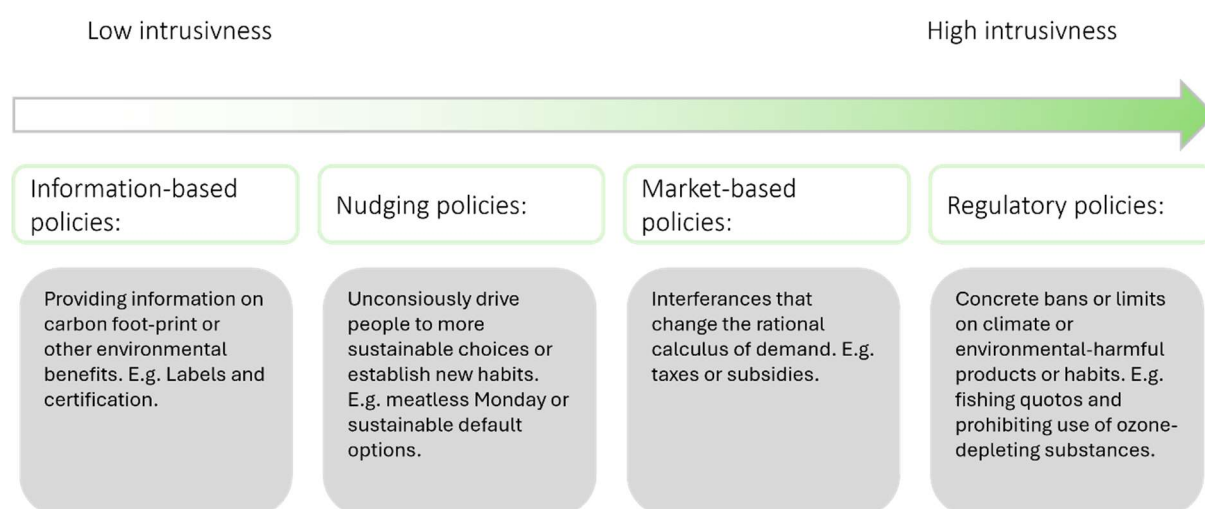 Low intrusivness
High intrusivness
Information-based
policies:
Nudging policies:
Market-based
policies:
Regulatory policies:
Providing information on
carbon foot-print or
other environmental
benefits. E.g. Labels and
certification.
Unconsiously drive
people to more
sustainable choices or
establish new habits.
E.g. meatless Monday or
sustainable default
options.
Interferances that
change the rational
calculus of demand. E.g.
taxes or subsidies.
Concrete bans or limits
on climate or
environmental-harmful
products or habits. E.g.
fishing quotos and
prohibiting use of ozone-
depleting substances.